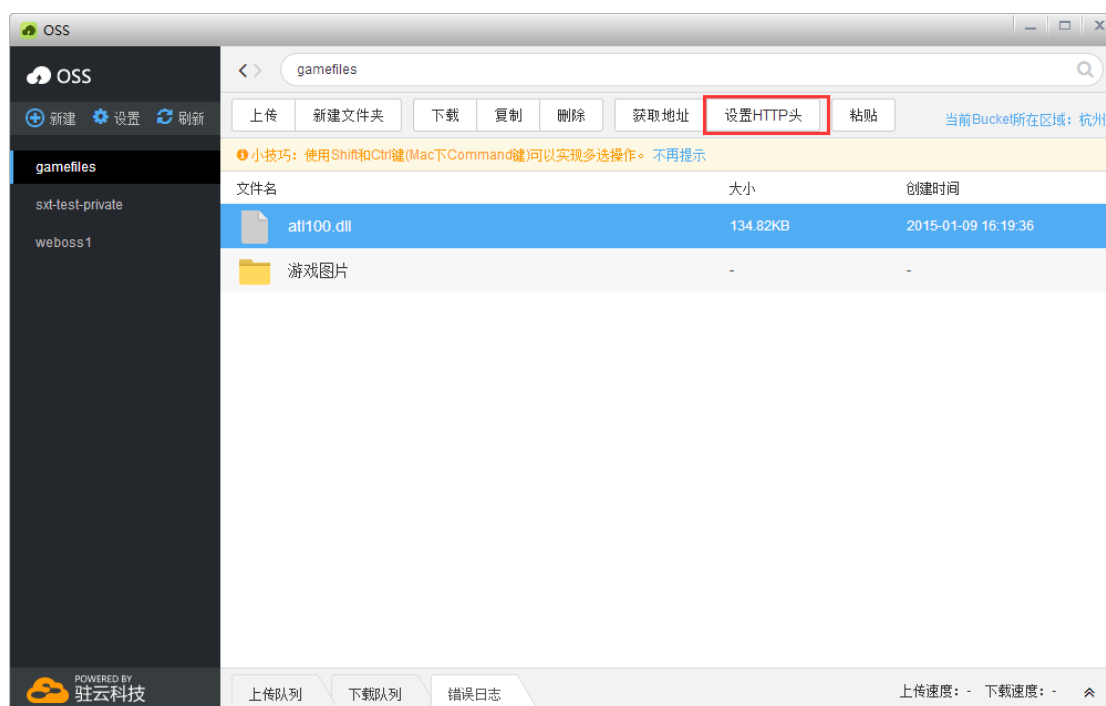 OSS
OSS
新建 设置 刷新
gamefiles
sxt-test-private
weboss1
POWERED BY
驻云科技
gamefiles
上传 新建文件夹 下载 复制 删除 获取地址 设置HTTP头 粘贴 当前Bucket所在区域：杭州
小技巧：使用Shift和Ctrl键(Mac下Command键)可以实现多选操作。不再提示
文件名 大小 创建时间
atl100.dll 134.82KB 2015-01-09 16:19:36
游戏图片 - -
上传队列 下载队列 错误日志 上传速度：- 下载速度：-